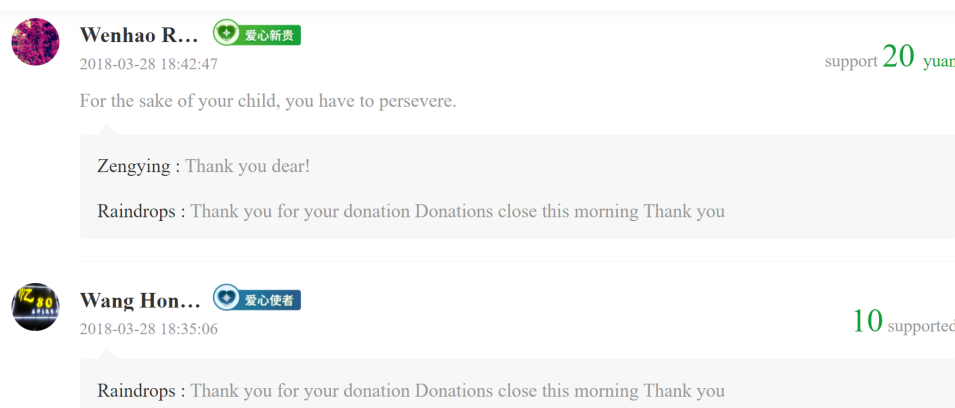 Wenhao R... 爱心新贵
2018-03-28 18:42:47
support 20 yuan
For the sake of your child, you have to persevere.
Zengying : Thank you dear!
Raindrops : Thank you for your donation Donations close this morning Thank you
Wang Hon... 爱心使者
2018-03-28 18:35:06
10 supported
Raindrops : Thank you for your donation Donations close this morning Thank you